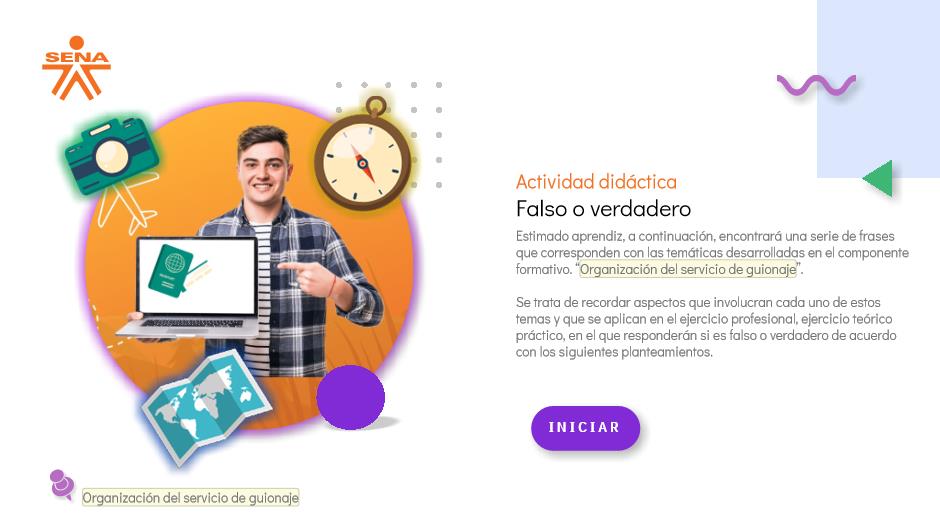 SENA
Actividad didáctica
Falso o verdadero
Estimado aprendiz, a continuación, encontrará una serie de frases
que corresponden con las temáticas desarrolladas en el componente
formativo. “Organización del servicio de guionaje”.
Se trata de recordar aspectos que involucran cada uno de estos
temas y que se aplican en el ejercicio profesional, ejercicio teórico
práctico, en el que responderán si es falso o verdadero de acuerdo
con los siguientes planteamientos.
INICIAR
Organización del servicio de guionaje